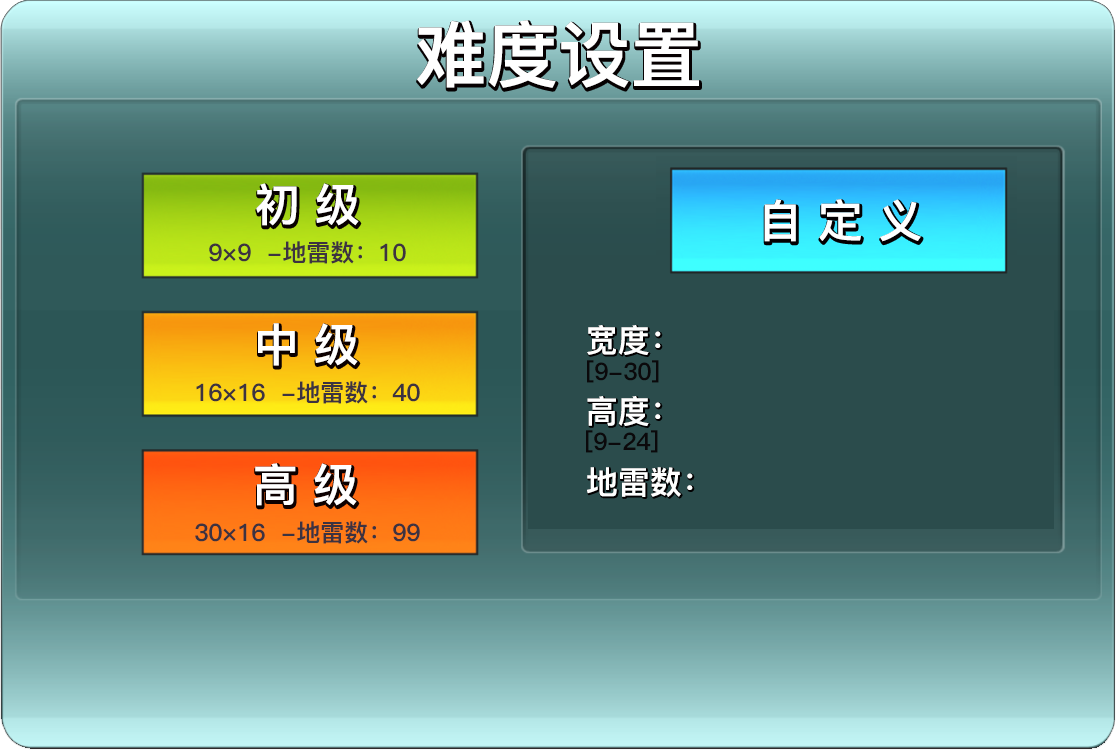 难度设置
初级
9×9 -地雷数：10
中级
16×16 -地雷数：40
高级
30×16 -地雷数：99
自定义
宽度：
[9-30]
高度：
[9-24]
地雷数：